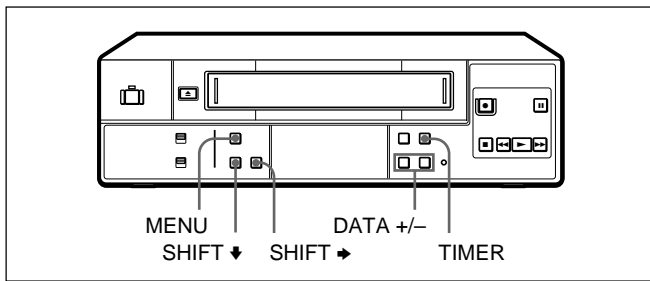 MENU DATA +/–
SHIFT ⬇ SHIFT ➡ TIMER